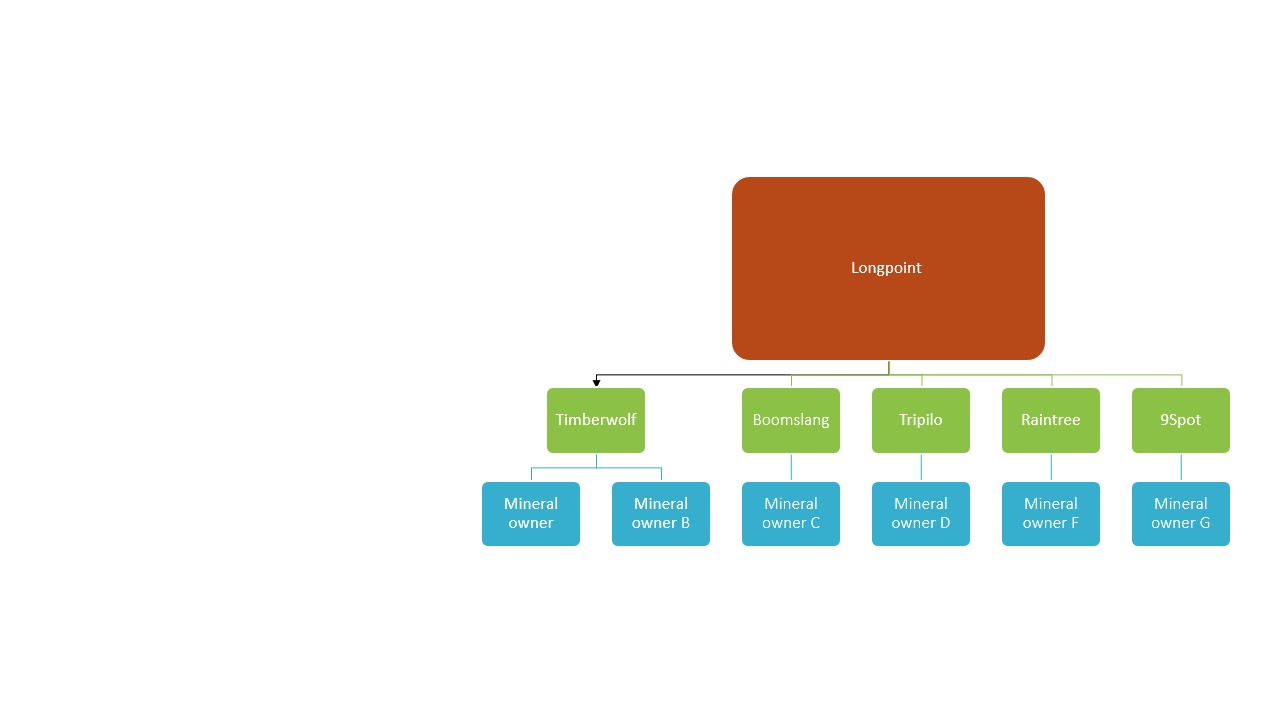 Longpoint
Timberwolf
Boomslang
Tripilo
Raintree
9Spot
Mineral
owner
Mineral
owner B
Mineral
owner C
Mineral
owner D
Mineral
owner F
Mineral
owner G